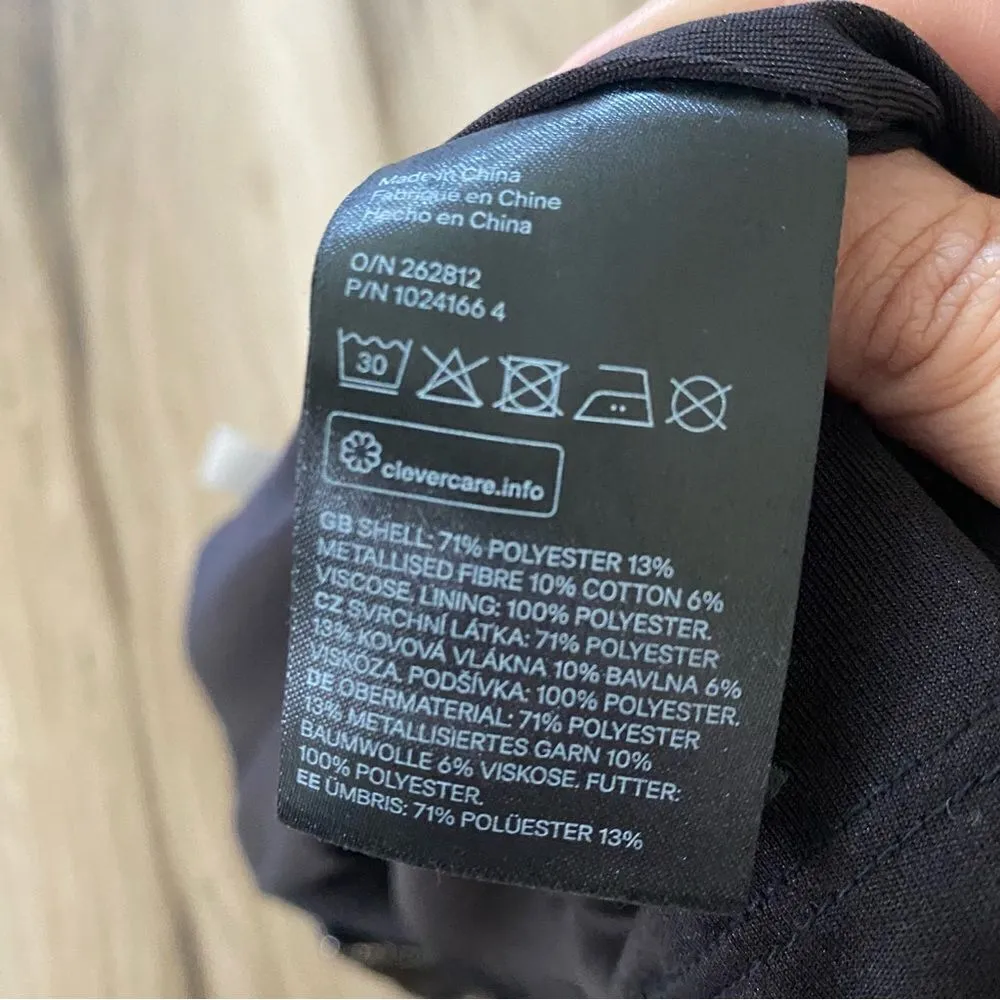 Made in China
Fabriqué en Chine
Hecho en China
O/N 262812
P/N 1024166 4
30
clevercare.info
GB SHELL: 71% POLYESTER 13%
METALLISED FIBRE 10% COTTON 6%
VISCOSE. LINING: 100% POLYESTER.
CZ SVRCHNÍ LÁTKA: 71% POLYESTER
13% KOVOVÁ VLÁKNA 10% BAVLNA 6%
VISKÓZA. PODŠÍVKA: 100% POLYESTER.
DE OBERMATERIAL: 71% POLYESTER
13% METALLISIERTES GARN 10%
BAUMWOLLE 6% VISKOSE. FUTTER:
100% POLYESTER.
EE ÜMBRIS: 71% POLÜESTER 13%